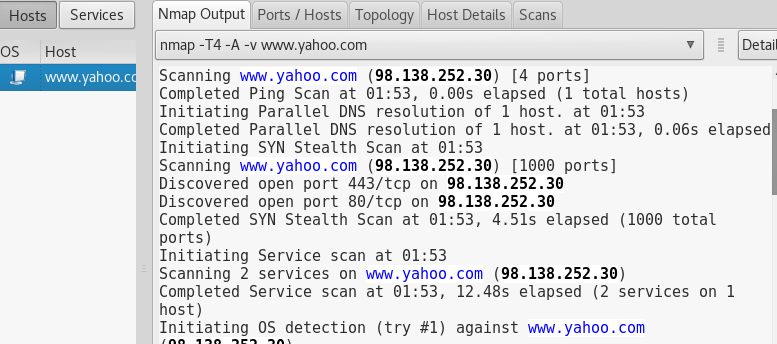 Hosts Services
Nmap Output Ports / Hosts Topology Host Details Scans
nmap -T4 -A -v www.yahoo.com Detai
OS Host
www.yahoo.co
Scanning www.yahoo.com (98.138.252.30) [4 ports]
Completed Ping Scan at 01:53, 0.00s elapsed (1 total hosts)
Initiating Parallel DNS resolution of 1 host. at 01:53
Completed Parallel DNS resolution of 1 host. at 01:53, 0.06s elapsed
Initiating SYN Stealth Scan at 01:53
Scanning www.yahoo.com (98.138.252.30) [1000 ports]
Discovered open port 443/tcp on 98.138.252.30
Discovered open port 80/tcp on 98.138.252.30
Completed SYN Stealth Scan at 01:53, 4.51s elapsed (1000 total
ports)
Initiating Service scan at 01:53
Scanning 2 services on www.yahoo.com (98.138.252.30)
Completed Service scan at 01:53, 12.48s elapsed (2 services on 1
host)
Initiating OS detection (try #1) against www.yahoo.com
(98.138.252.30)